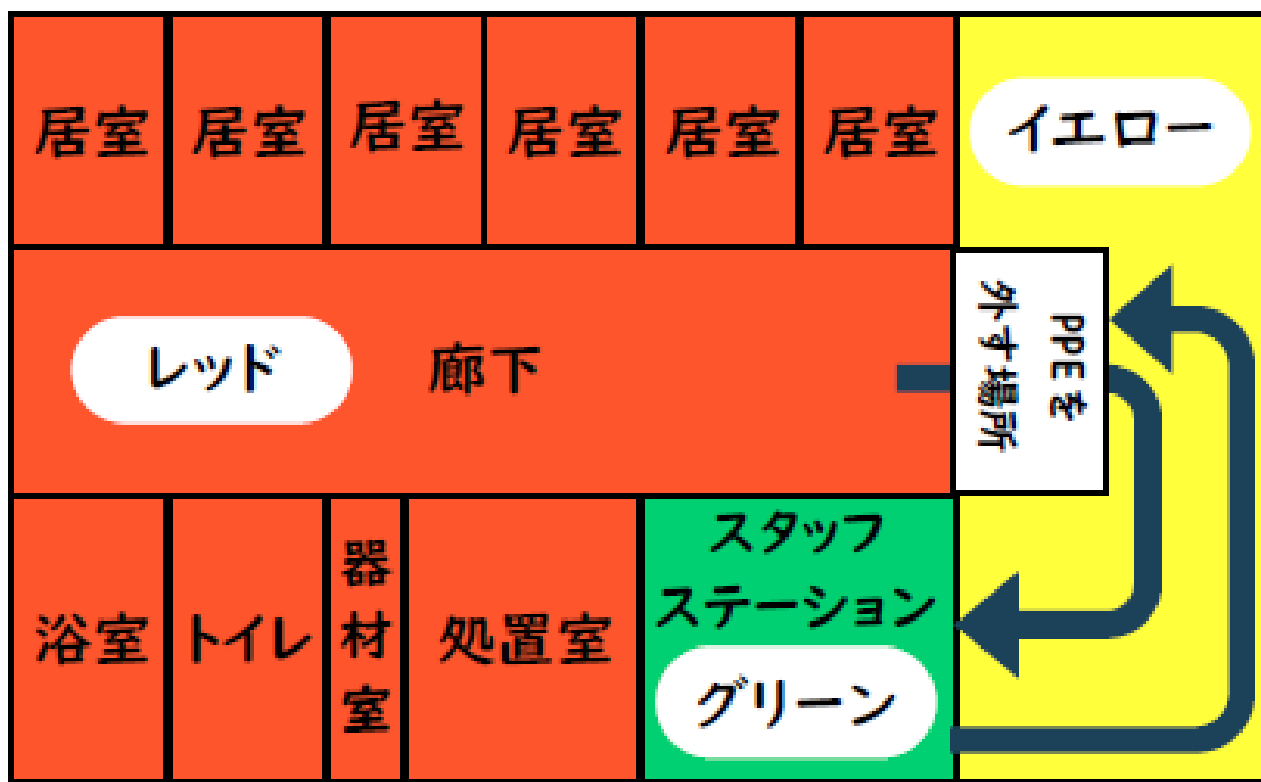 居室
居室
居室
居室
居室
居室
イエロー
レッド
廊下
PPEを
外す場所
浴室
トイレ
器材室
処置室
スタッフ
ステーション
グリーン